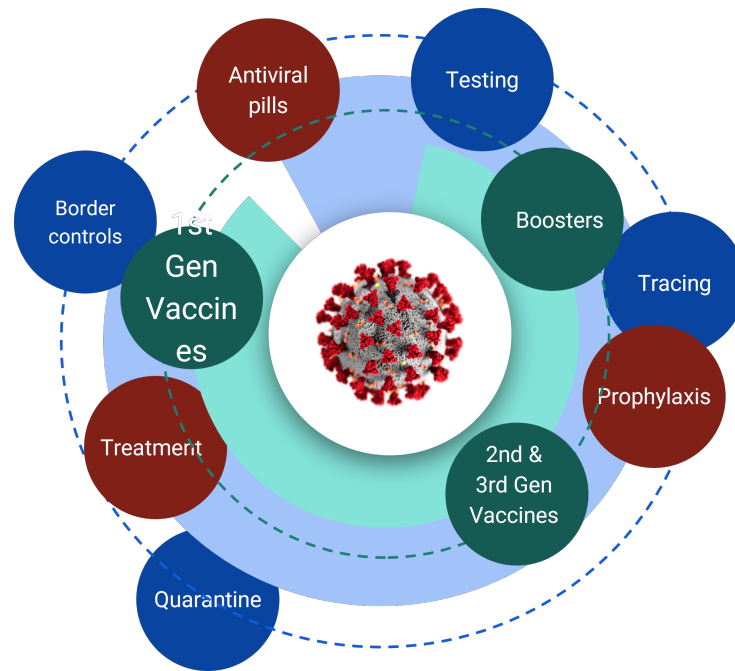 Antiviral
pills
Testing
Border
controls
1st
Gen
Vaccin
es
Boosters
Tracing
Prophylaxis
Treatment
2nd &
3rd Gen
Vaccines
Quarantine